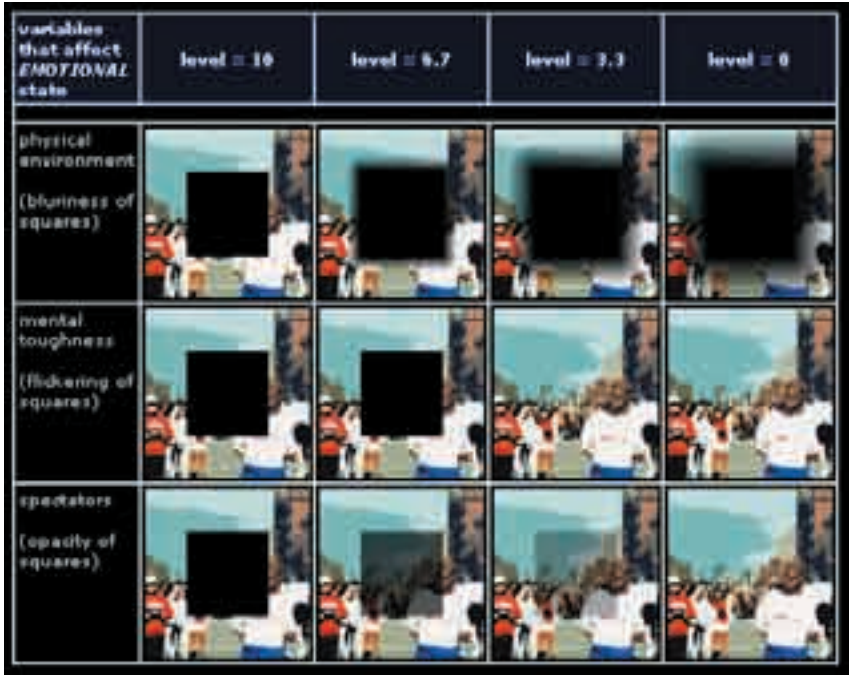 variables
that affect
EMOTIONAL
state
level = 10
level = 6.7
level = 3.3
level = 0
physical
environment
(bluriness of
squares)
mental
toughness
(flickering of
squares)
spectators
(opacity of
squares)